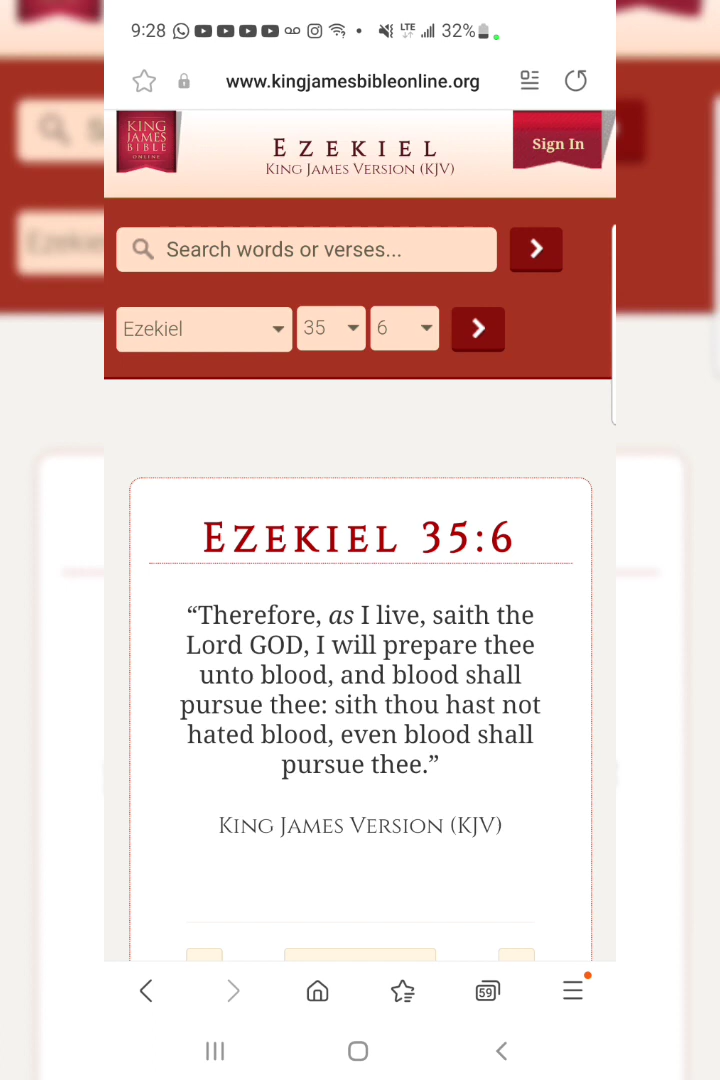 9:28 LTE 32%
www.kingjamesbibleonline.org
KING
JAMES
BIBLE
ONLINE
EZEKIEL
KING JAMES VERSION (KJV)
Sign In
Search words or verses...
Ezekiel 35 6
EZEKIEL 35:6
“Therefore, as I live, saith the
Lord GOD, I will prepare thee
unto blood, and blood shall
pursue thee: sith thou hast not
hated blood, even blood shall
pursue thee.”
KING JAMES VERSION (KJV)
59